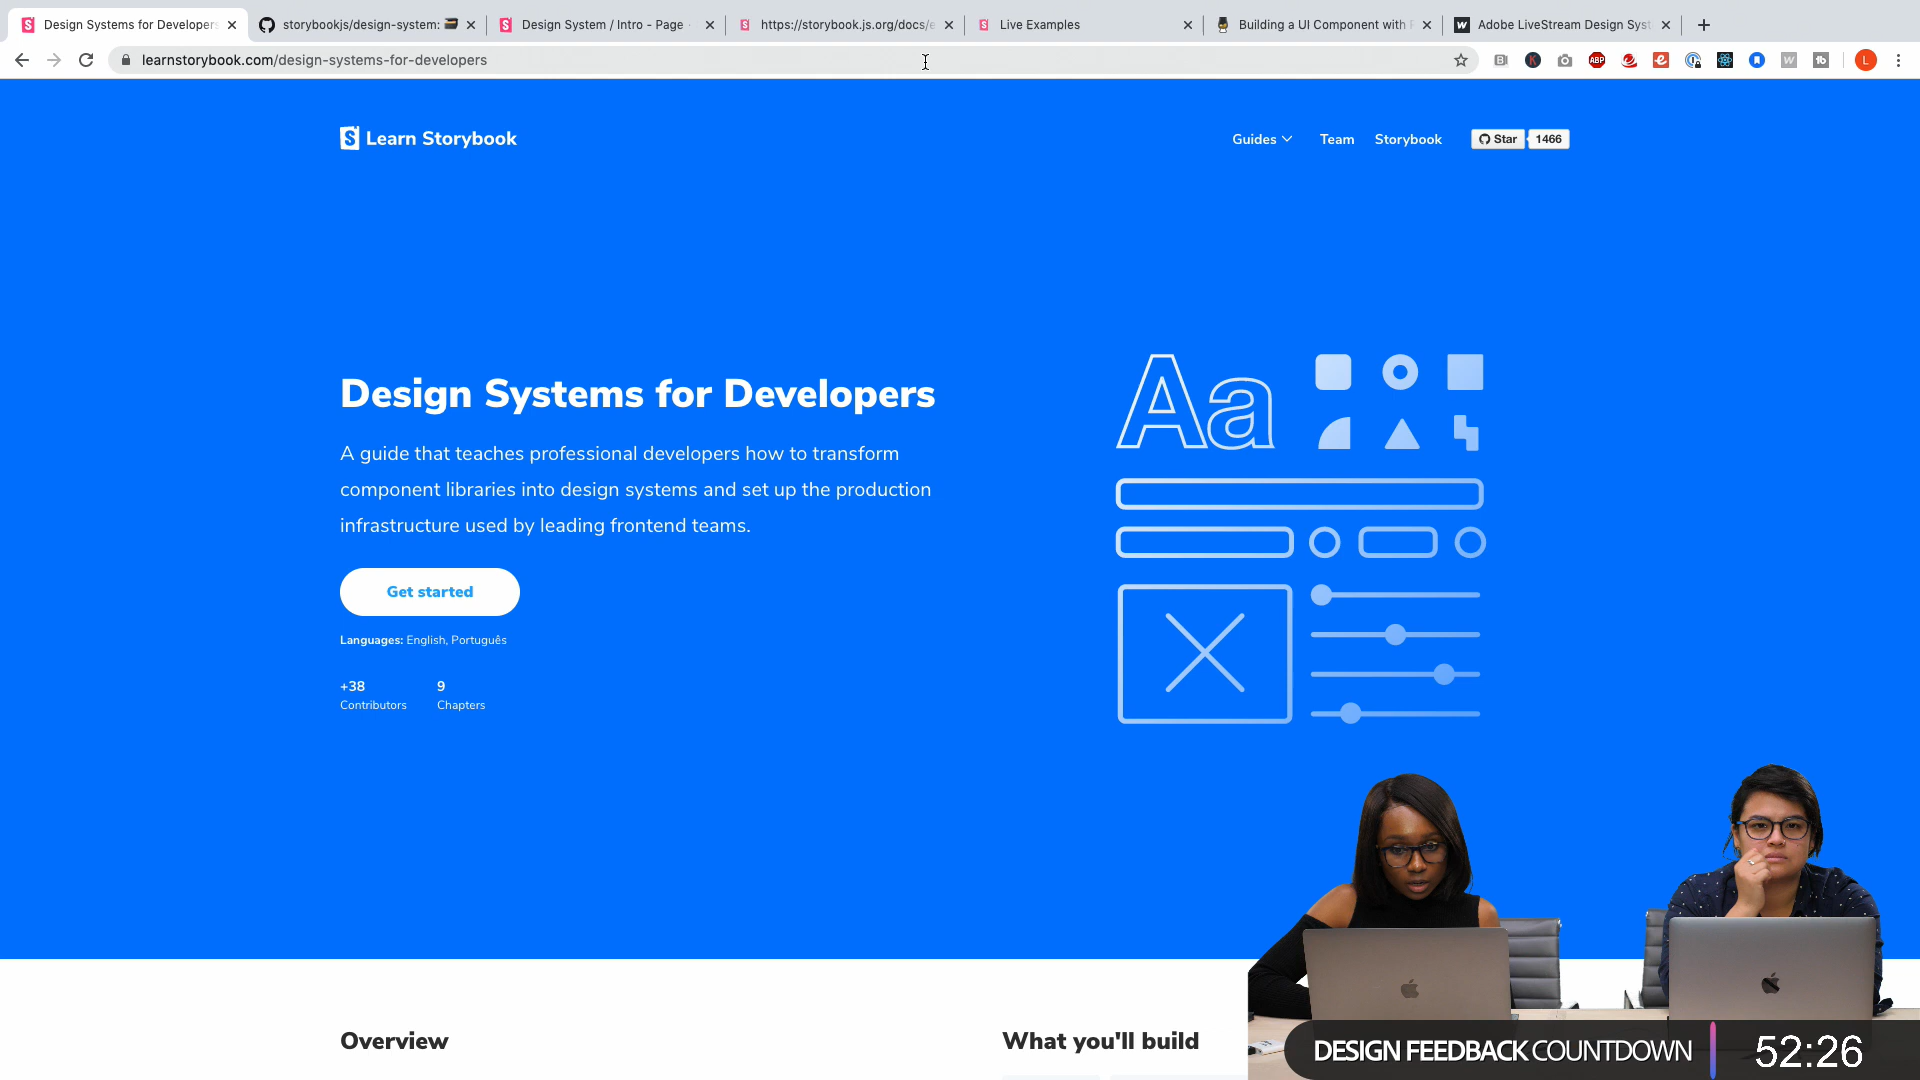 Design Systems for Developers
storybookjs/design-system:
Design System / Intro - Page
https://storybook.js.org/docs/e
Live Examples
Building a UI Component with
Adobe LiveStream Design Syst
learnstorybook.com/design-systems-for-developers
ABP
L
Learn Storybook
Guides
Team
Storybook
Star
1466
Design Systems for Developers
A guide that teaches professional developers how to transform
component libraries into design systems and set up the production
infrastructure used by leading frontend teams.
Get started
Languages: English, Português
+38
Contributors
9
Chapters
Aa
Overview
What you'll build
DESIGN FEEDBACK COUNTDOWN
52:26